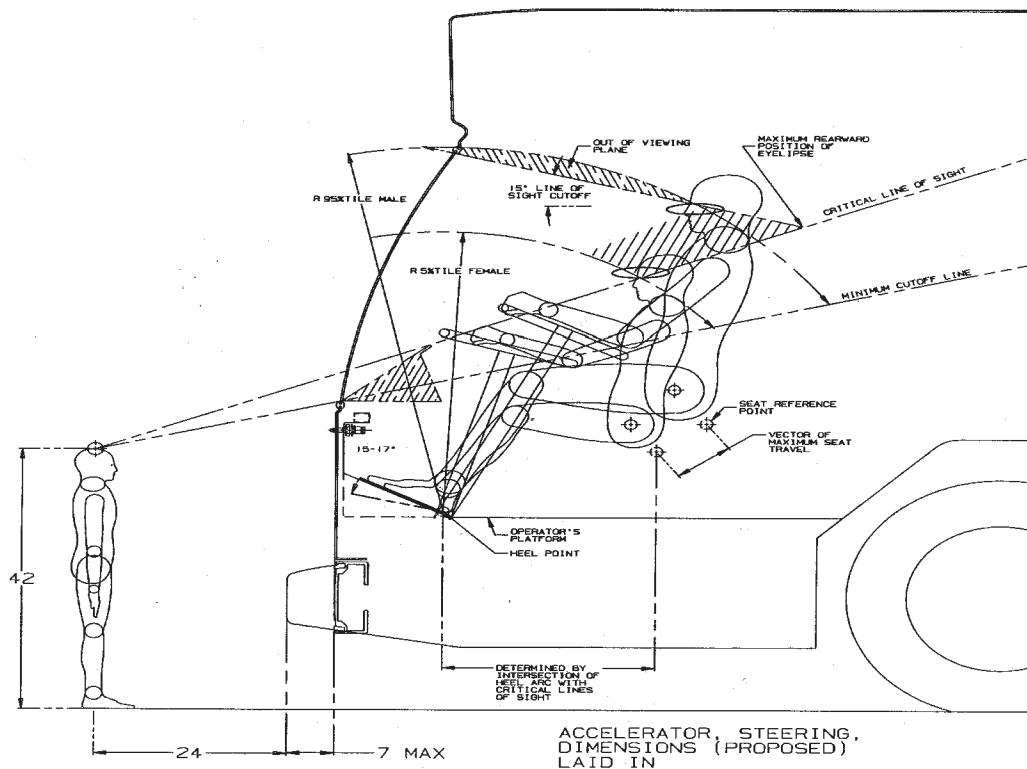 OUT OF VIEWING
PLANE
MAXIMUM REARWARD
POSITION OF
EYELIPSE
15° LINE OF
SIGHT CUTOFF
CRITICAL LINE OF SIGHT
R 95%TILE MALE
R 5%TILE FEMALE
MINIMUM CUTOFF LINE
SEAT REFERENCE
POINT
15-17°
VECTOR OF
MAXIMUM SEAT
TRAVEL
OPERATOR'S
PLATFORM
HEEL POINT
42
DETERMINED BY
INTERSECTION OF
HEEL ARC WITH
CRITICAL LINES
OF SIGHT
24
7 MAX
ACCELERATOR, STEERING,
DIMENSIONS (PROPOSED)
LAID IN